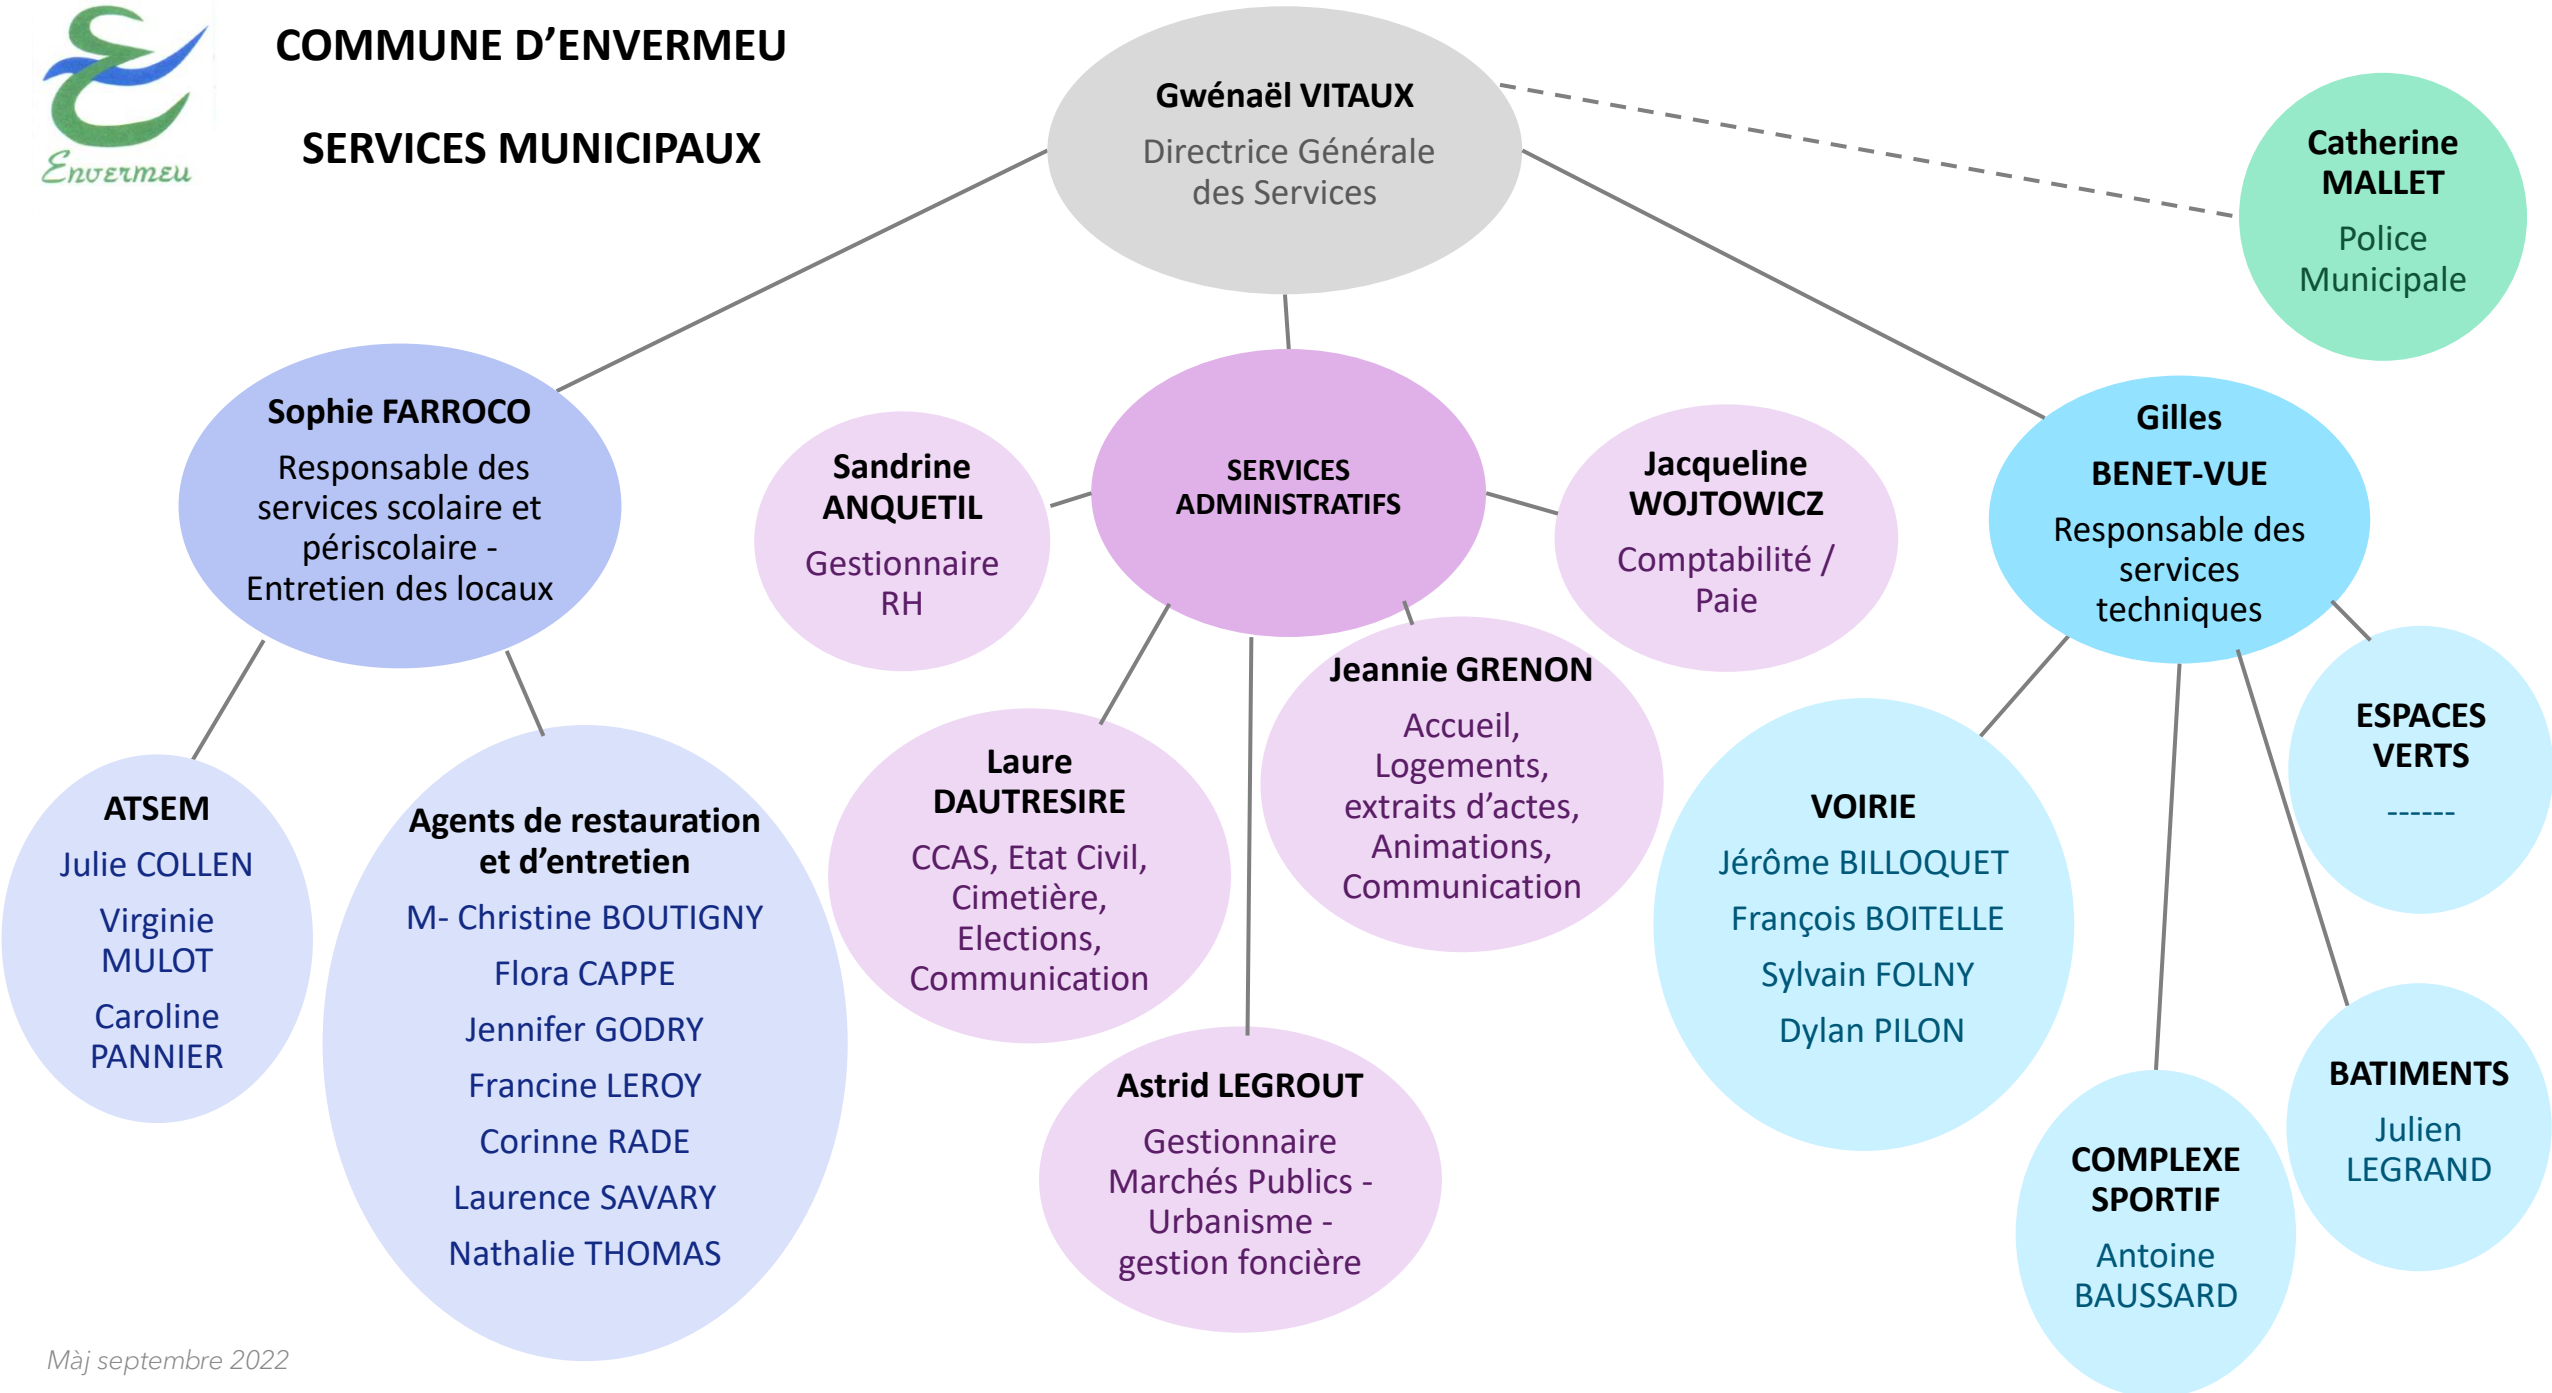 Envermeu
COMMUNE D’ENVERMEU
SERVICES MUNICIPAUX
Gwénaël VITAUX
Directrice Générale
des Services
Catherine
MALLET
Police
Municipale
Sophie FARROCO
Responsable des
services scolaire et
périscolaire -
Entretien des locaux
Sandrine
ANQUETIL
Gestionnaire
RH
SERVICES
ADMINISTRATIFS
Jacqueline
WOJTOWICZ
Comptabilité /
Paie
Gilles
BENET-VUE
Responsable des
services
techniques
ATSEM
Julie COLLEN
Virginie
MULOT
Caroline
PANNIER
Agents de restauration
et d’entretien
M- Christine BOUTIGNY
Flora CAPPE
Jennifer GODRY
Francine LEROY
Corinne RADE
Laurence SAVARY
Nathalie THOMAS
Laure
DAUTRESIRE
CCAS, Etat Civil,
Cimetière,
Elections,
Communication
Jeannie GRENON
Accueil,
Logements,
extraits d’actes,
Animations,
Communication
Astrid LEGROUT
Gestionnaire
Marchés Publics -
Urbanisme -
gestion foncière
VOIRIE
Jérôme BILLOQUET
François BOITELLE
Sylvain FOLNY
Dylan PILON
ESPACES
VERTS
------
COMPLEXE
SPORTIF
Antoine
BAUSSARD
BATIMENTS
Julien
LEGRAND
Màj septembre 2022